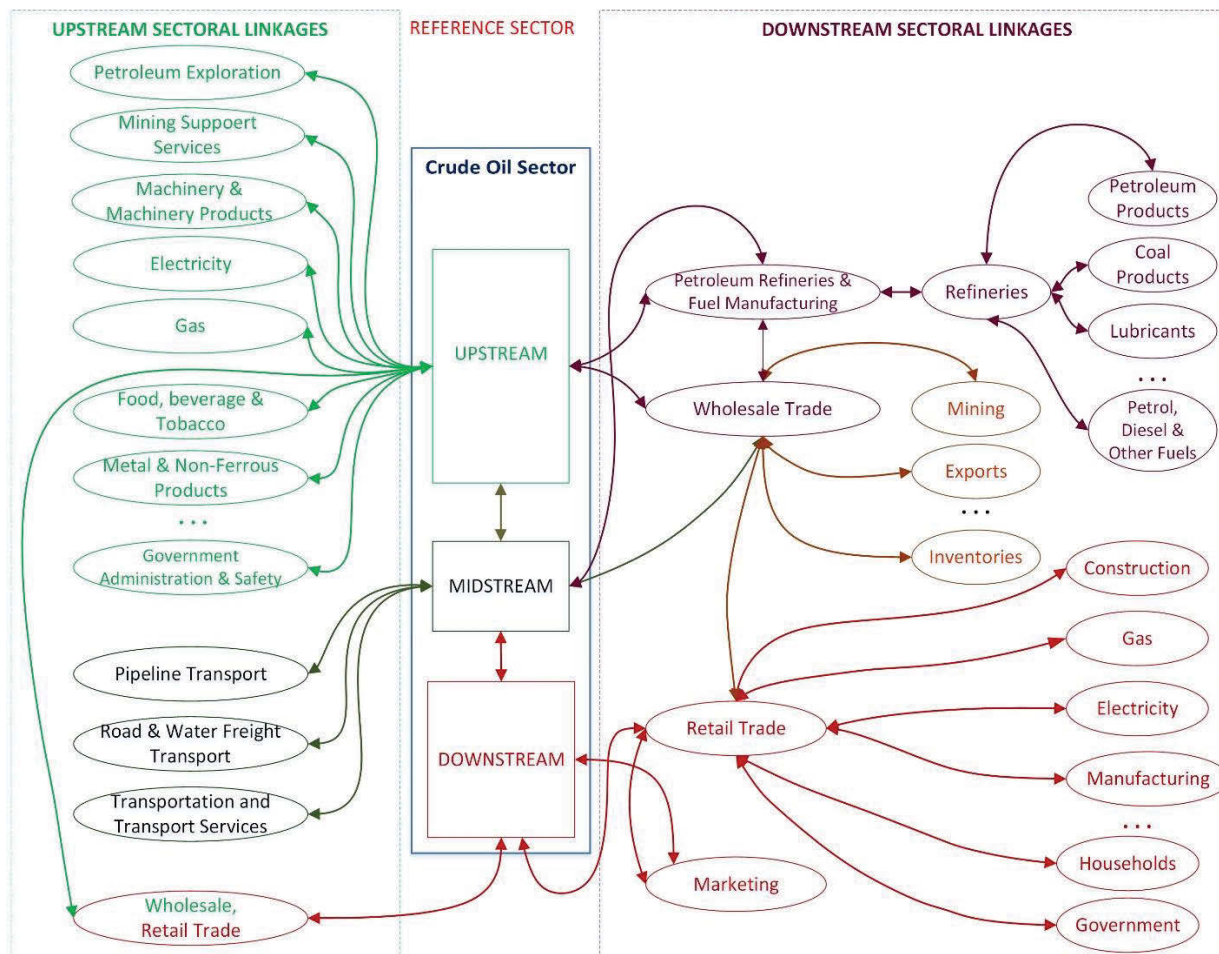 UPSTREAM SECTORAL LINKAGES
REFERENCE SECTOR
DOWNSTREAM SECTORAL LINKAGES
Petroleum Exploration
Mining Suppoert
Services
Machinery &
Machinery Products
Electricity
Gas
Food, beverage &
Tobacco
Metal & Non-Ferrous
Products
...
Government
Administration & Safety
Pipeline Transport
Road & Water Freight
Transport
Transportation and
Transport Services
Wholesale,
Retail Trade
Crude Oil Sector
UPSTREAM
MIDSTREAM
DOWNSTREAM
Petroleum Refineries &
Fuel Manufacturing
Wholesale Trade
Retail Trade
Marketing
Refineries
Petroleum
Products
Coal
Products
Lubricants
...
Petrol,
Diesel &
Other Fuels
Mining
Exports
...
Inventories
Construction
Gas
Electricity
Manufacturing
...
Households
Government